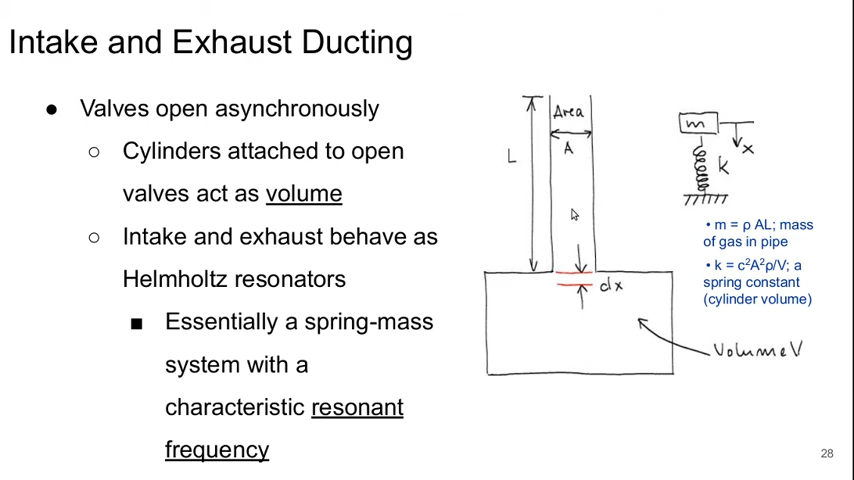 Intake and Exhaust Ducting
● Valves open asynchronously
○ Cylinders attached to open
valves act as volume
○ Intake and exhaust behave as
Helmholtz resonators
■ Essentially a spring-mass
system with a
characteristic resonant
frequency
Area
A
L
dx
Volume V
m
x
k
• m = ρ AL; mass
of gas in pipe
• k = c²A²ρ/V; a
spring constant
(cylinder volume)
28